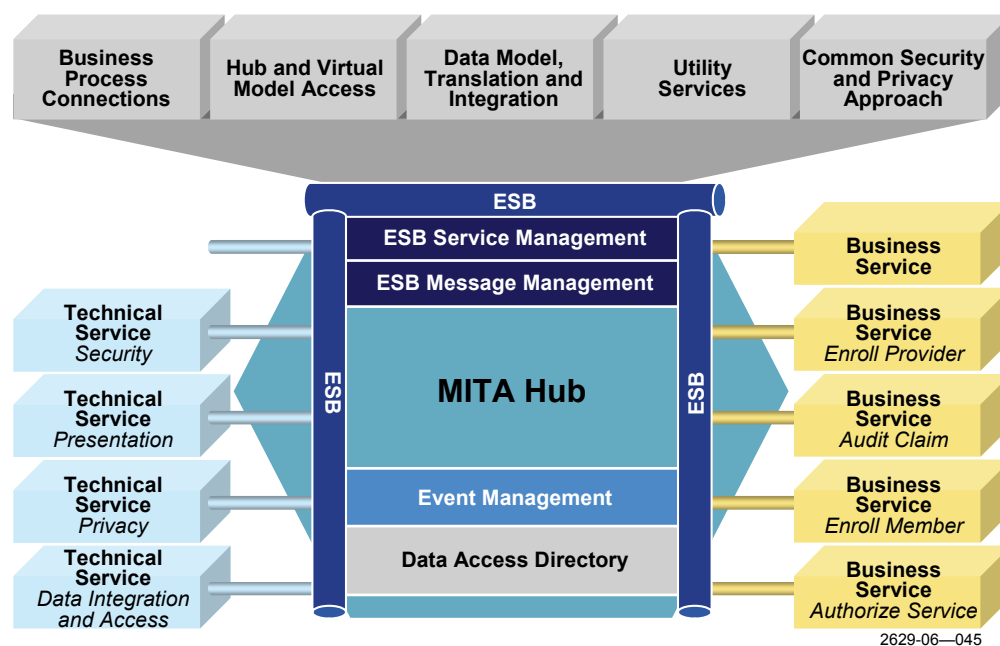 Business
Process
Connections
Hub and Virtual
Model Access
Data Model,
Translation and
Integration
Utility
Services
Common Security
and Privacy
Approach
ESB
ESB Service Management
ESB Message Management
MITA Hub
Event Management
Data Access Directory
ESB
ESB
Technical
Service
Security
Technical
Service
Presentation
Technical
Service
Privacy
Technical
Service
Data Integration
and Access
Business
Service
Business
Service
Enroll Provider
Business
Service
Audit Claim
Business
Service
Enroll Member
Business
Service
Authorize Service
2629-06—045